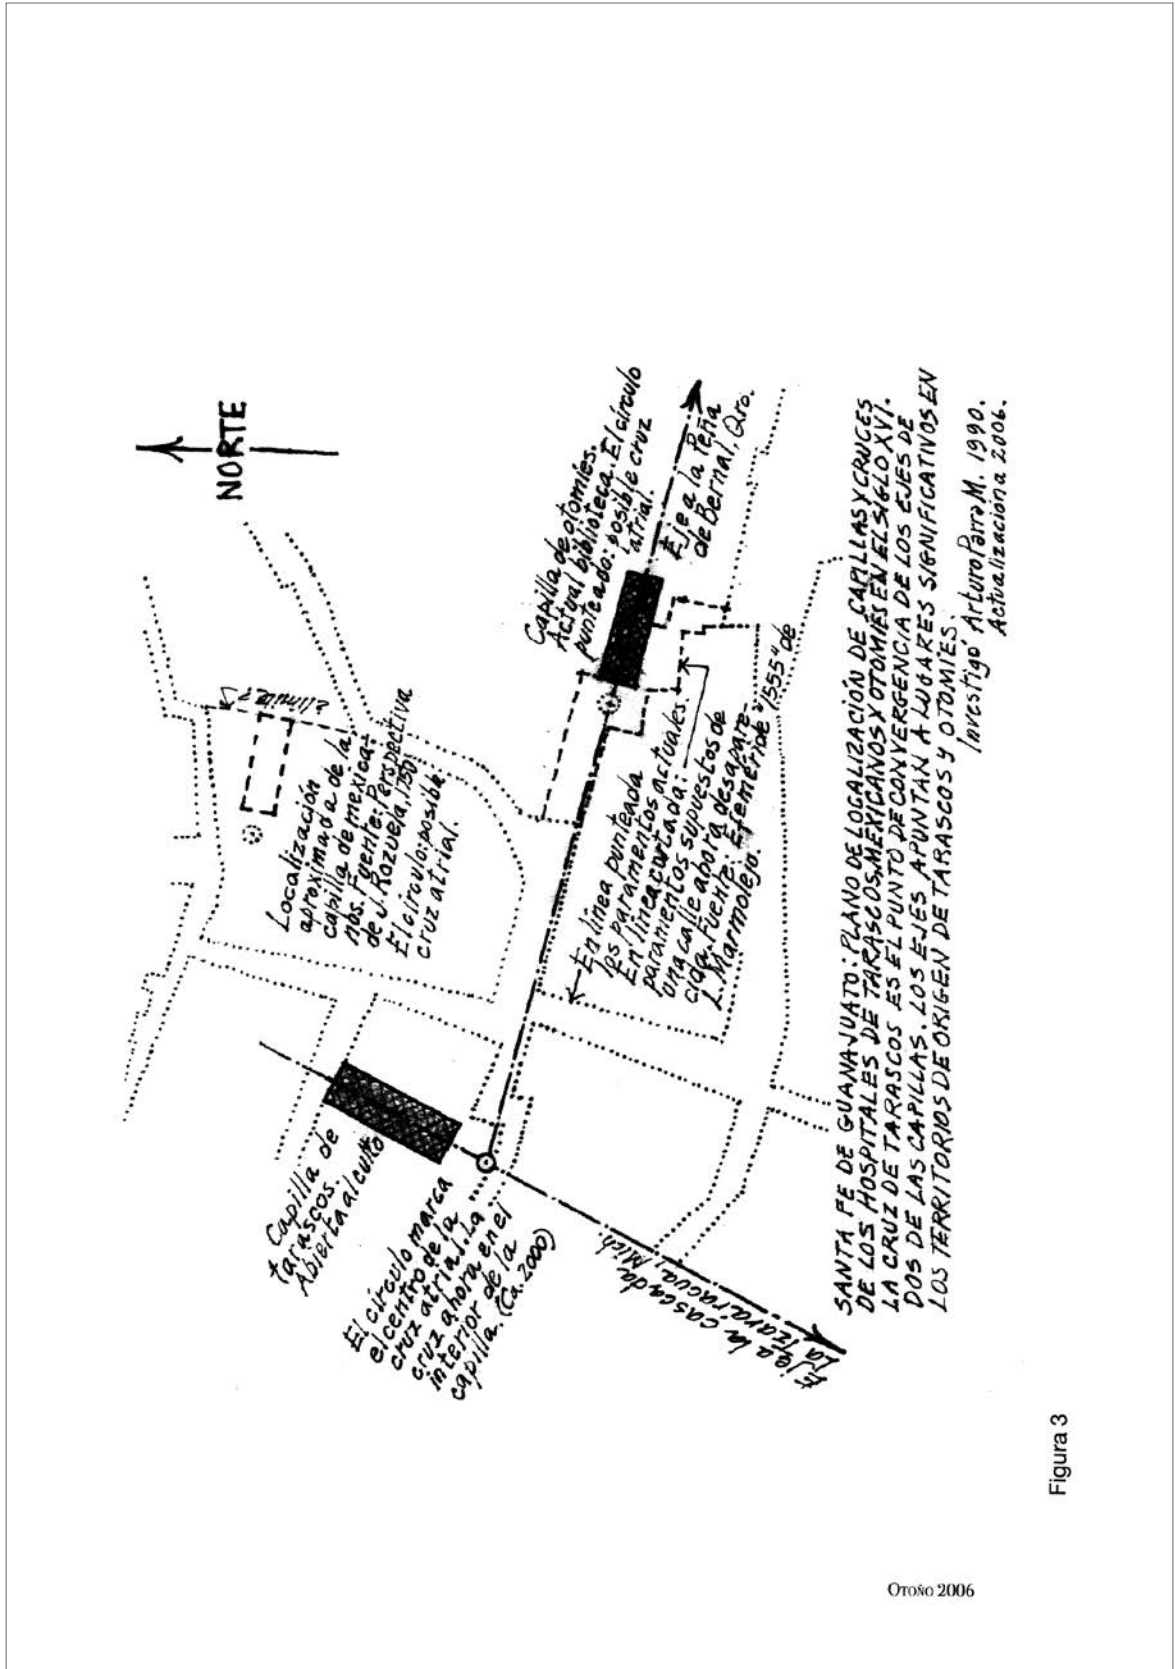 NORTE
Localización
aproximada de la
capilla de mexica-
nos. Fuente: Perspectiva
de J. Rozuela, 1750.
El círculo: posible
cruz atrial.
límite?
Capilla de otomíes.
Actual biblioteca. El círculo
punteado: posible cruz
atrial.
Eje a la Peña
de Bernal, Qro.
Capilla de
tarascos.
Abierta al culto
El círculo marca
el centro de la
cruz atrial. La
cruz ahora en el
interior de la
capilla. (Ca. 2000)
En línea punteada
los paramentos actuales
En línea cortada:
paramentos supuestos de
una calle ahora desapare-
cida. Fuente: Efeméride "1555" de
L. Marmolejo.
Eje a la cascada
La Tzararacua, Mich
SANTA FE DE GUANAJUATO: PLANO DE LOCALIZACIÓN DE CAPILLAS Y CRUCES
DE LOS HOSPITALES DE TARASCOS, MEXICANOS Y OTOMÍES EN EL SIGLO XVI.
LA CRUZ DE TARASCOS ES EL PUNTO DE CONVERGENCIA DE LOS EJES DE
DOS DE LAS CAPILLAS. LOS EJES APUNTAN A LUGARES SIGNIFICATIVOS EN
LOS TERRITORIOS DE ORIGEN DE TARASCOS Y OTOMÍES.
Investigó Arturo Parra M. 1990.
Actualización a 2006.
Figura 3
OTOÑO 2006